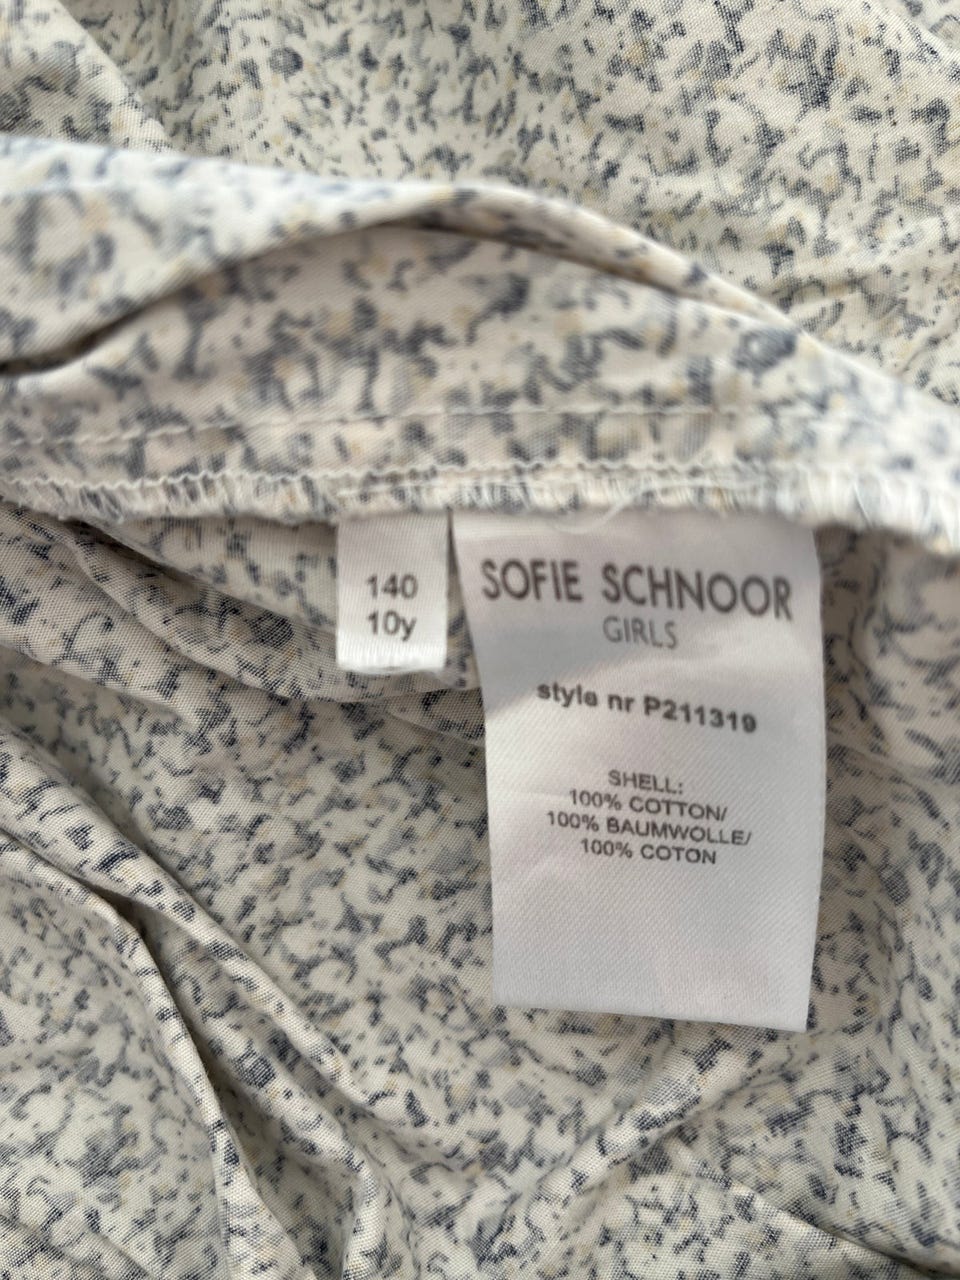 140
10y
SOFIE SCHNOOR
GIRLS
style nr P211319
SHELL:
100% COTTON/
100% BAUMWOLLE/
100% COTON